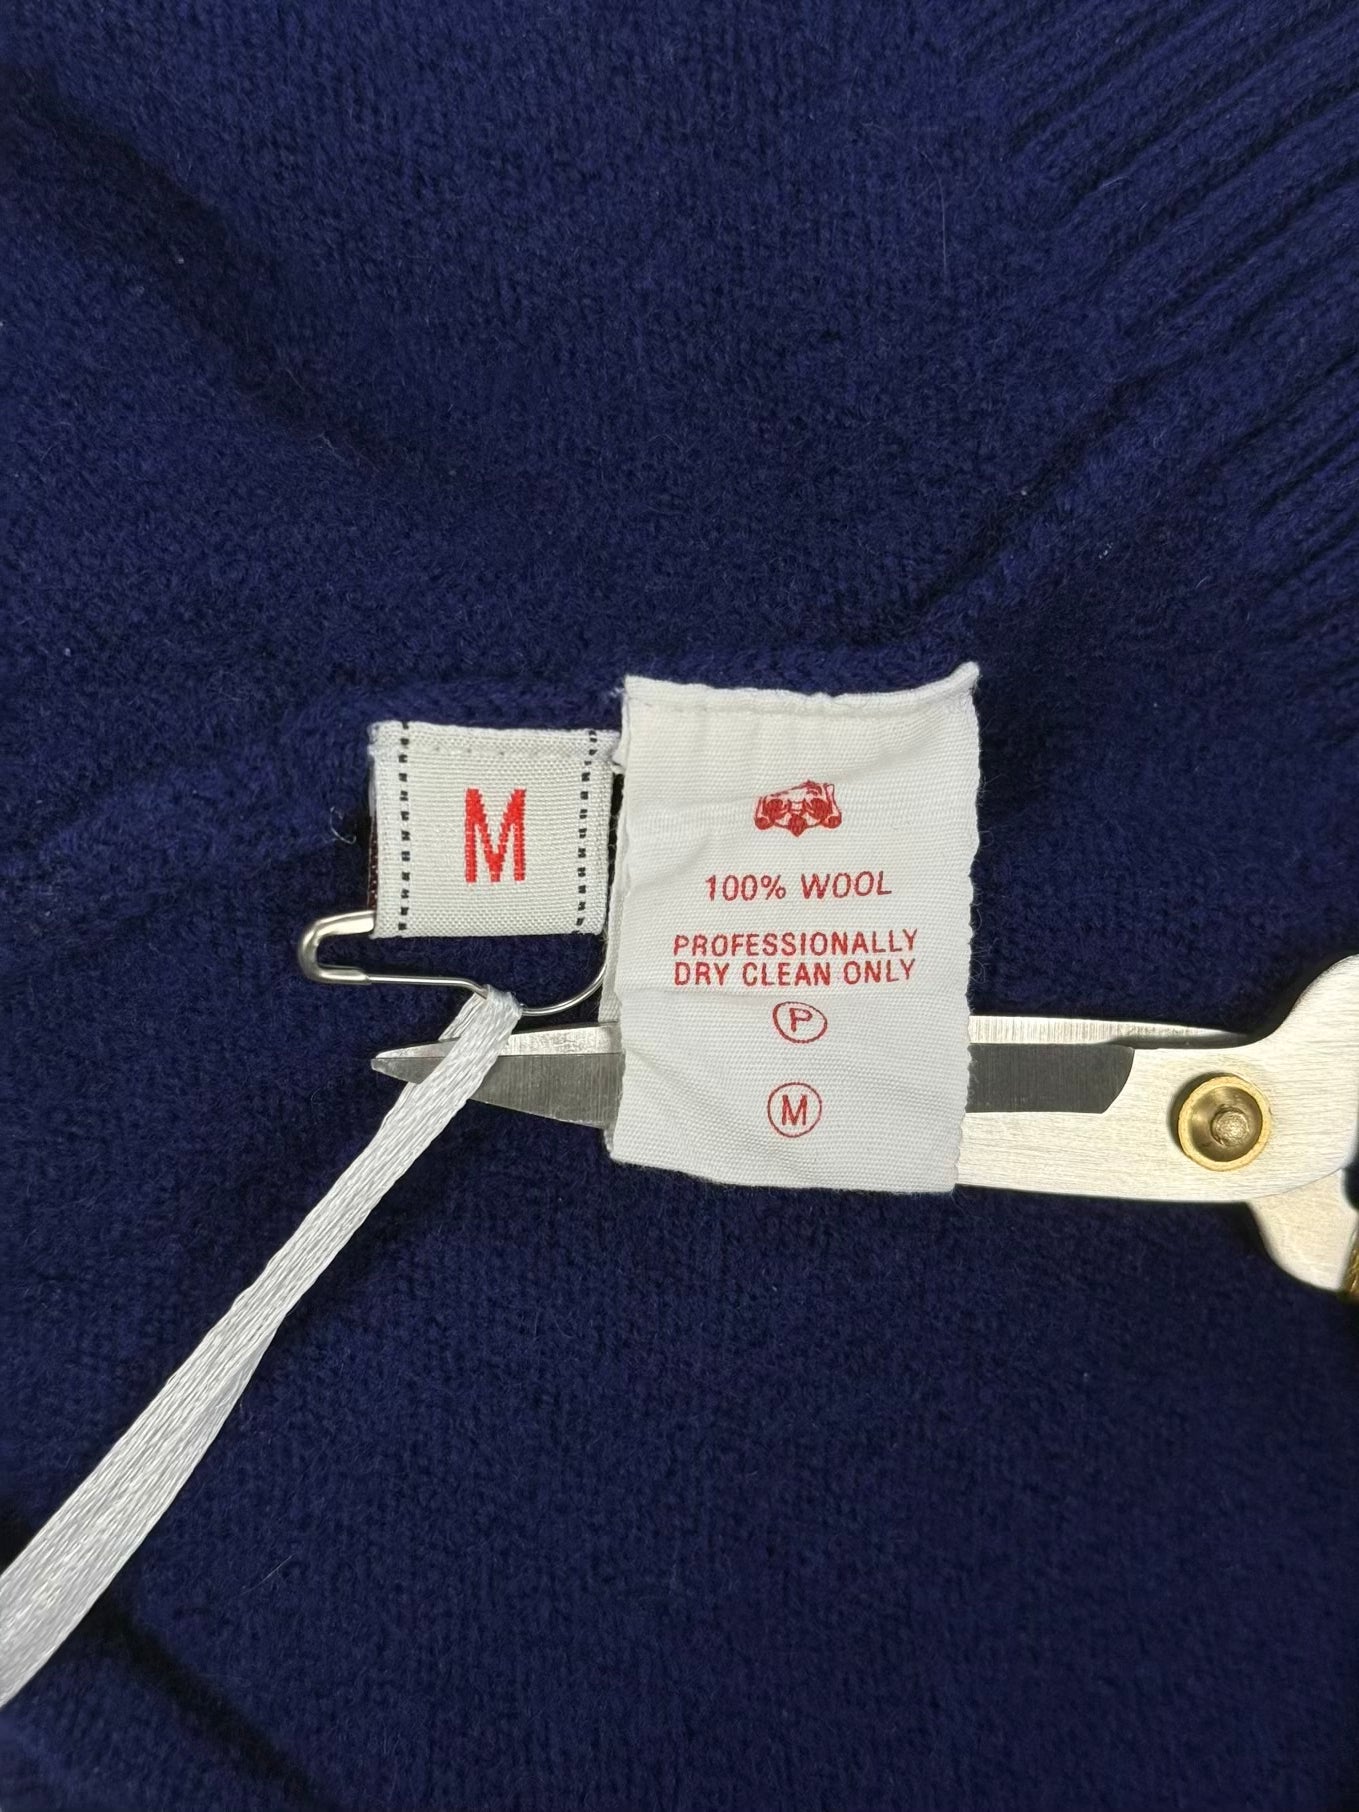 M
100% WOOL
PROFESSIONALLY
DRY CLEAN ONLY
P
M